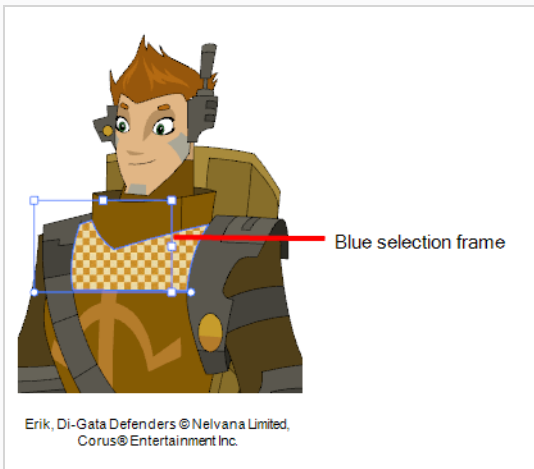 Blue selection frame
Erik, Di-Gata Defenders © Nelvana Limited,
Corus® Entertainment Inc.